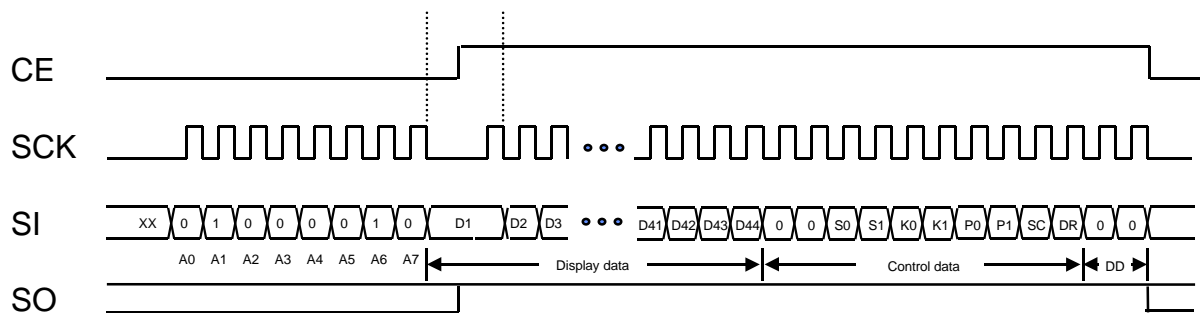 CE
SCK
SI XX 0 1 0 0 0 0 1 0 D1 D2 D3 D41 D42 D43 D44 0 0 S0 S1 K0 K1 P0 P1 SC DR 0 0
A0 A1 A2 A3 A4 A5 A6 A7 Display data Control data DD
SO